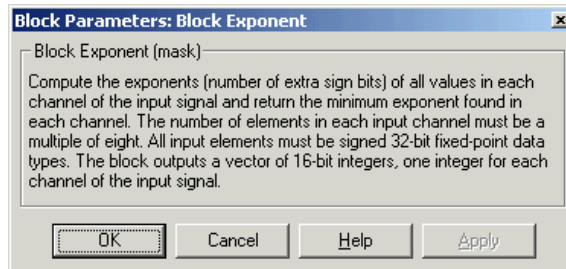 Block Parameters: Block Exponent
Block Exponent (mask)
Compute the exponents (number of extra sign bits) of all values in each
channel of the input signal and return the minimum exponent found in
each channel. The number of elements in each input channel must be a
multiple of eight. All input elements must be signed 32-bit fixed-point data
types. The block outputs a vector of 16-bit integers, one integer for each
channel of the input signal.
OK Cancel Help Apply